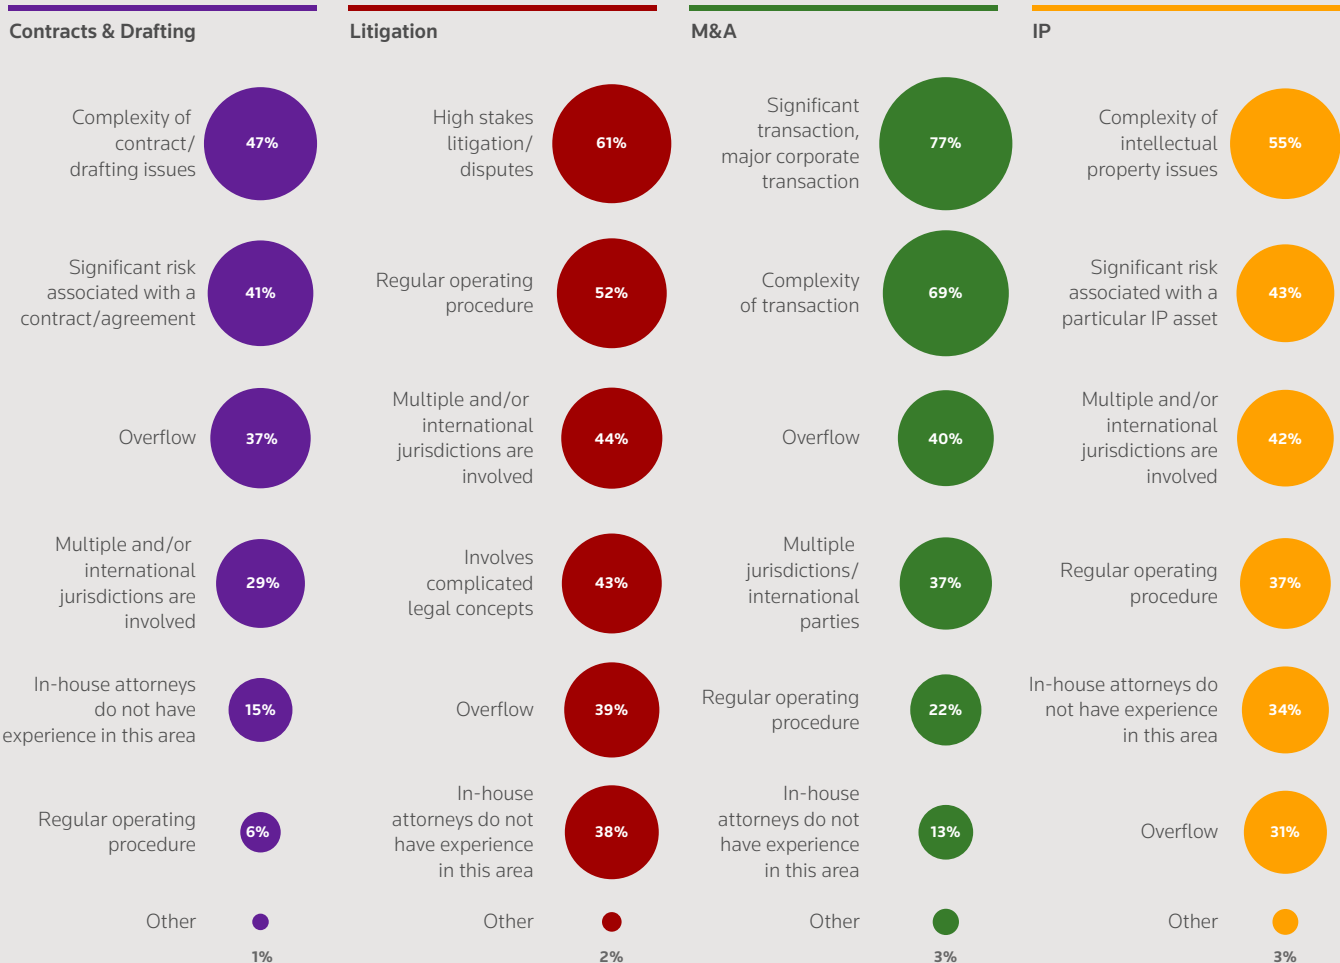 Contracts & Drafting
Complexity of
contract/
drafting issues
47%
Significant risk
associated with a
contract/agreement
41%
Overflow
37%
Multiple and/or
international
jurisdictions are
involved
29%
In-house attorneys
do not have
experience in this area
15%
Regular operating
procedure
6%
Other
1%
Litigation
High stakes
litigation/
disputes
61%
Regular operating
procedure
52%
Multiple and/or
international
jurisdictions are
involved
44%
Involves
complicated
legal concepts
43%
Overflow
39%
In-house
attorneys do not
have experience
in this area
38%
Other
2%
M&A
Significant
transaction,
major corporate
transaction
77%
Complexity
of transaction
69%
Overflow
40%
Multiple
jurisdictions/
international
parties
37%
Regular operating
procedure
22%
In-house
attorneys do not
have experience
in this area
13%
Other
3%
IP
Complexity of
intellectual
property issues
55%
Significant risk
associated with a
particular IP asset
43%
Multiple and/or
international
jurisdictions are
involved
42%
Regular operating
procedure
37%
In-house attorneys do
not have experience
in this area
34%
Overflow
31%
Other
3%